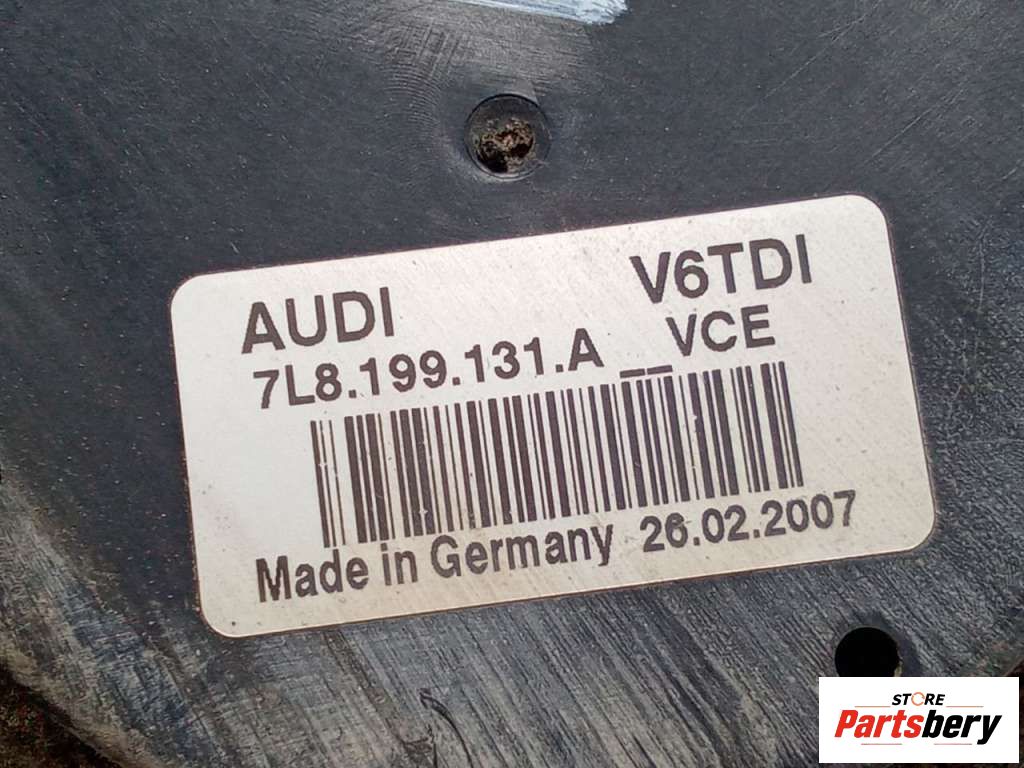 AUDI V6TDI
7L8.199.131.A __VCE
Made in Germany 26.02.2007
STORE
Partsbery